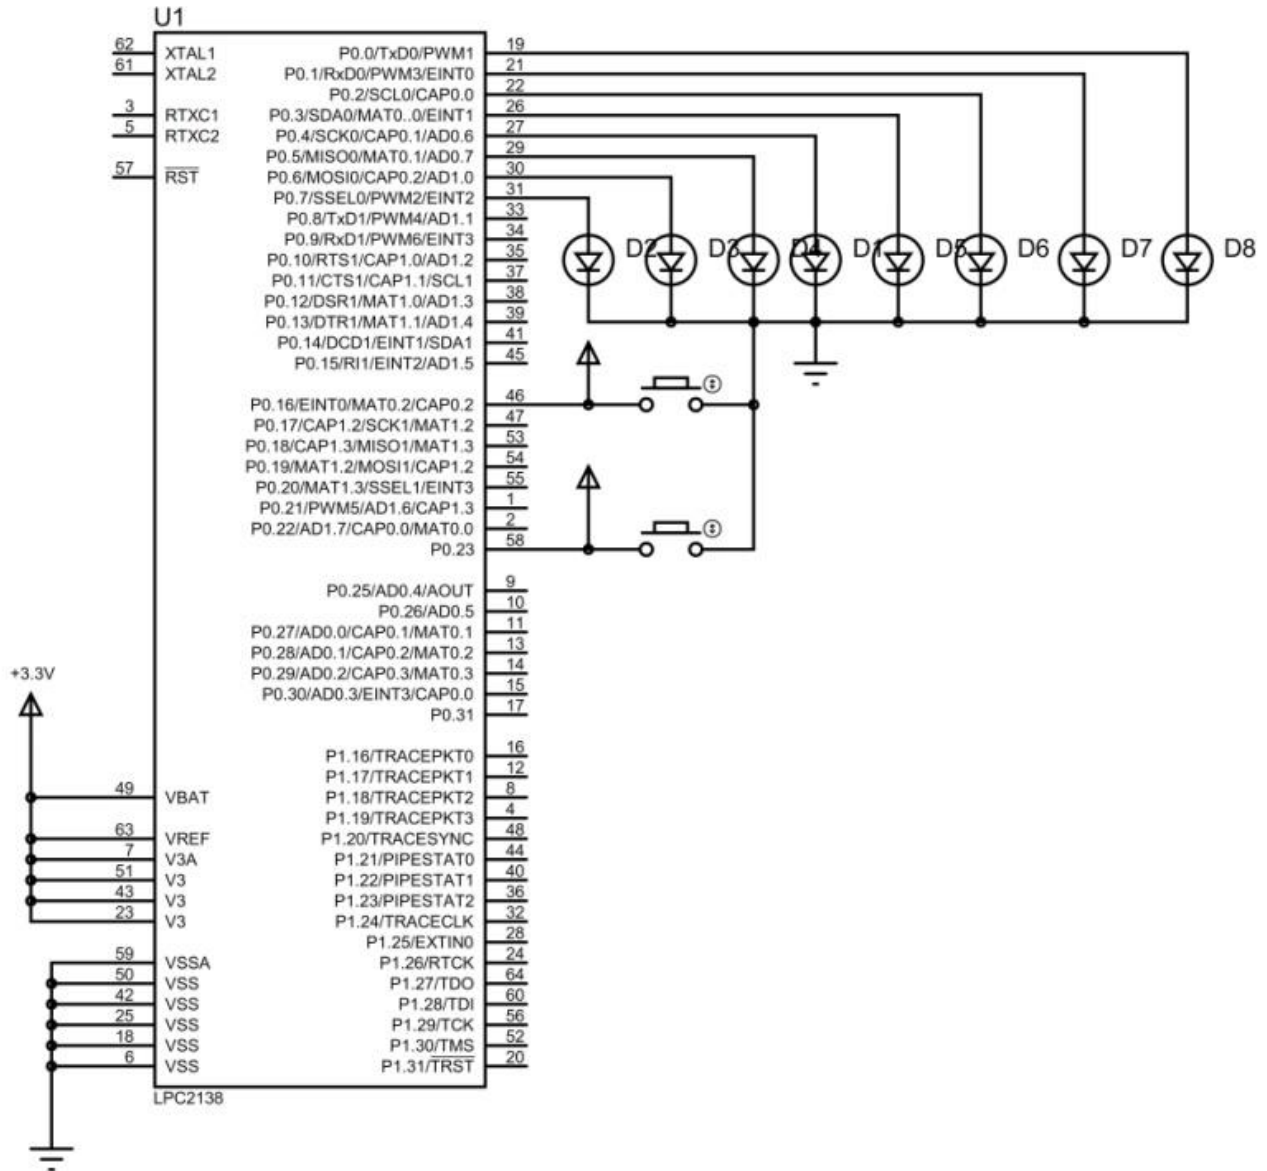 U1
62 XTAL1 P0.0/TxD0/PWM1 19
61 XTAL2 P0.1/RxD0/PWM3/EINT0 21
P0.2/SCL0/CAP0.0 22
3 RTXC1 P0.3/SDA0/MAT0..0/EINT1 26
5 RTXC2 P0.4/SCK0/CAP0.1/AD0.6 27
P0.5/MISO0/MAT0.1/AD0.7 29
57 RST P0.6/MOSI0/CAP0.2/AD1.0 30
P0.7/SSEL0/PWM2/EINT2 31
P0.8/TxD1/PWM4/AD1.1 33
P0.9/RxD1/PWM6/EINT3 34
D2 D3 D4 D1 D5 D6 D7 D8
P0.10/RTS1/CAP1.0/AD1.2 35
P0.11/CTS1/CAP1.1/SCL1 37
P0.12/DSR1/MAT1.0/AD1.3 38
P0.13/DTR1/MAT1.1/AD1.4 39
P0.14/DCD1/EINT1/SDA1 41
P0.15/RI1/EINT2/AD1.5 45
P0.16/EINT0/MAT0.2/CAP0.2 46
P0.17/CAP1.2/SCK1/MAT1.2 47
P0.18/CAP1.3/MISO1/MAT1.3 53
P0.19/MAT1.2/MOSI1/CAP1.2 54
P0.20/MAT1.3/SSEL1/EINT3 55
P0.21/PWM5/AD1.6/CAP1.3 1
P0.22/AD1.7/CAP0.0/MAT0.0 2
P0.23 58
P0.25/AD0.4/AOUT 9
P0.26/AD0.5 10
P0.27/AD0.0/CAP0.1/MAT0.1 11
P0.28/AD0.1/CAP0.2/MAT0.2 13
P0.29/AD0.2/CAP0.3/MAT0.3 14
P0.30/AD0.3/EINT3/CAP0.0 15
P0.31 17
+3.3V
P1.16/TRACEPKT0 16
P1.17/TRACEPKT1 12
49 VBAT P1.18/TRACEPKT2 8
P1.19/TRACEPKT3 4
63 VREF P1.20/TRACESYNC 48
7 V3A P1.21/PIPESTAT0 44
51 V3 P1.22/PIPESTAT1 40
43 V3 P1.23/PIPESTAT2 36
23 V3 P1.24/TRACECLK 32
P1.25/EXTIN0 28
59 VSSA P1.26/RTCK 24
50 VSS P1.27/TDO 64
42 VSS P1.28/TDI 60
25 VSS P1.29/TCK 56
18 VSS P1.30/TMS 52
6 VSS P1.31/TRST 20
LPC2138